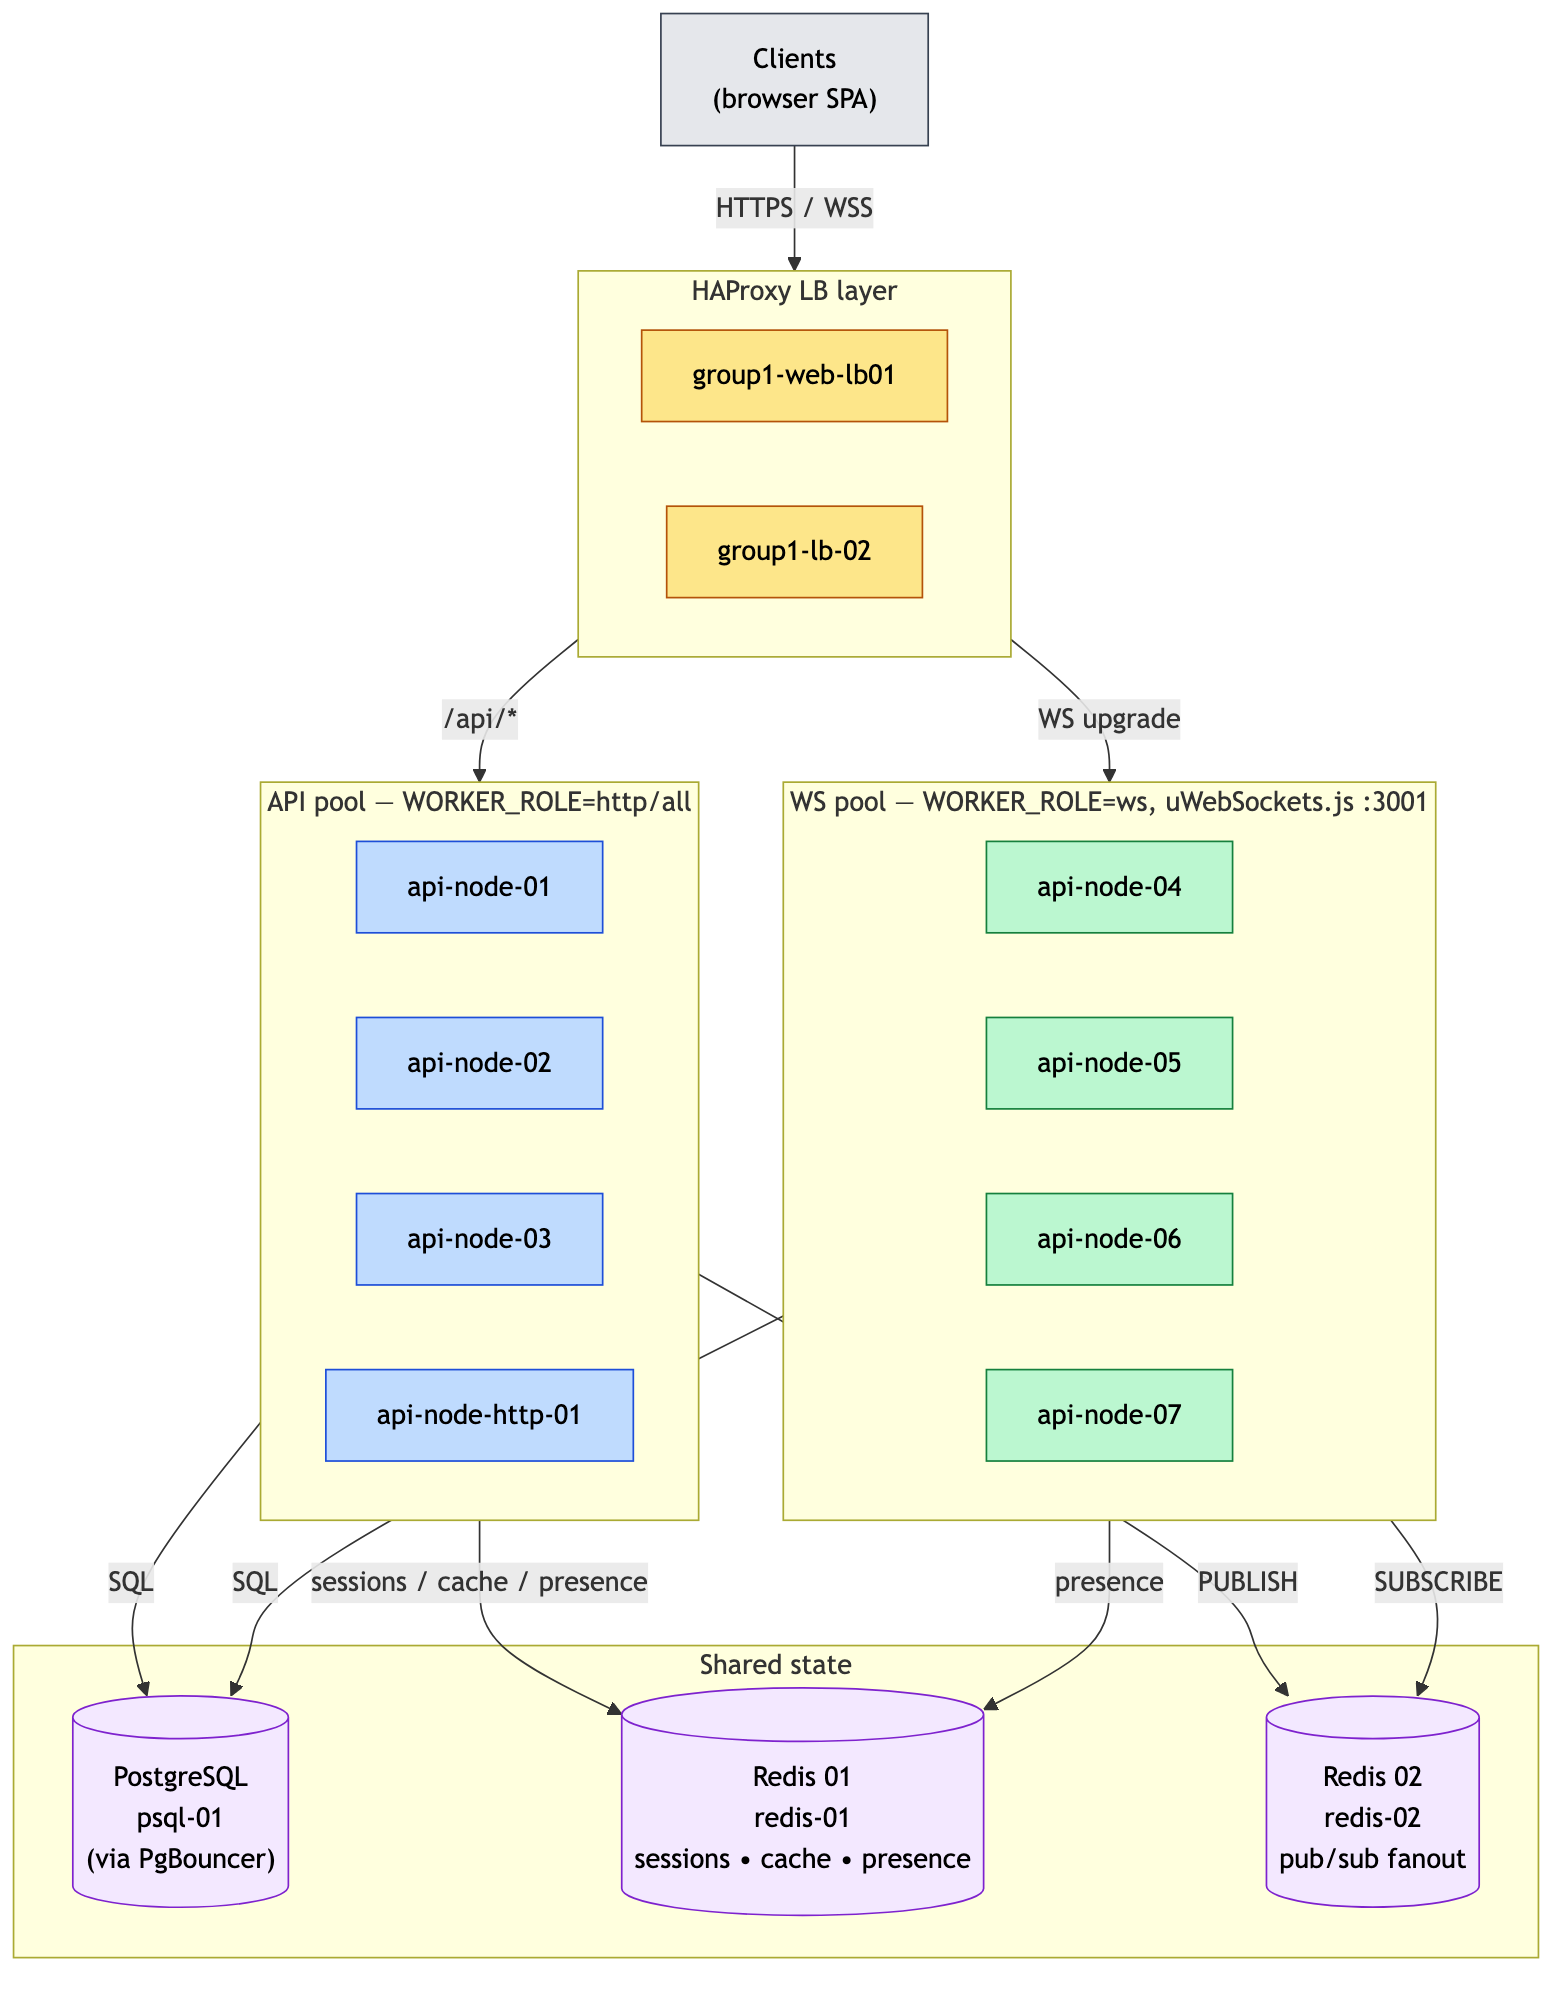 Clients
(browser SPA)
HTTPS / WSS
HAProxy LB layer
group1-web-lb01
group1-lb-02
/api/*
WS upgrade
API pool — WORKER_ROLE=http/all
WS pool — WORKER_ROLE=ws, uWebSockets.js :3001
api-node-01
api-node-04
api-node-02
api-node-05
api-node-03
api-node-06
api-node-http-01
api-node-07
SQL
SQL
sessions / cache / presence
presence
PUBLISH
SUBSCRIBE
Shared state
PostgreSQL
psql-01
(via PgBouncer)
Redis 01
redis-01
sessions • cache • presence
Redis 02
redis-02
pub/sub fanout